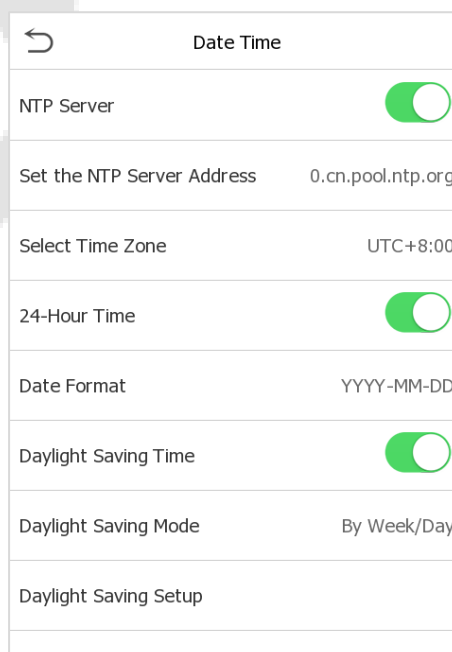 Date Time
NTP Server
Set the NTP Server Address 0.cn.pool.ntp.org
Select Time Zone UTC+8:00
24-Hour Time
Date Format YYYY-MM-DD
Daylight Saving Time
Daylight Saving Mode By Week/Day
Daylight Saving Setup